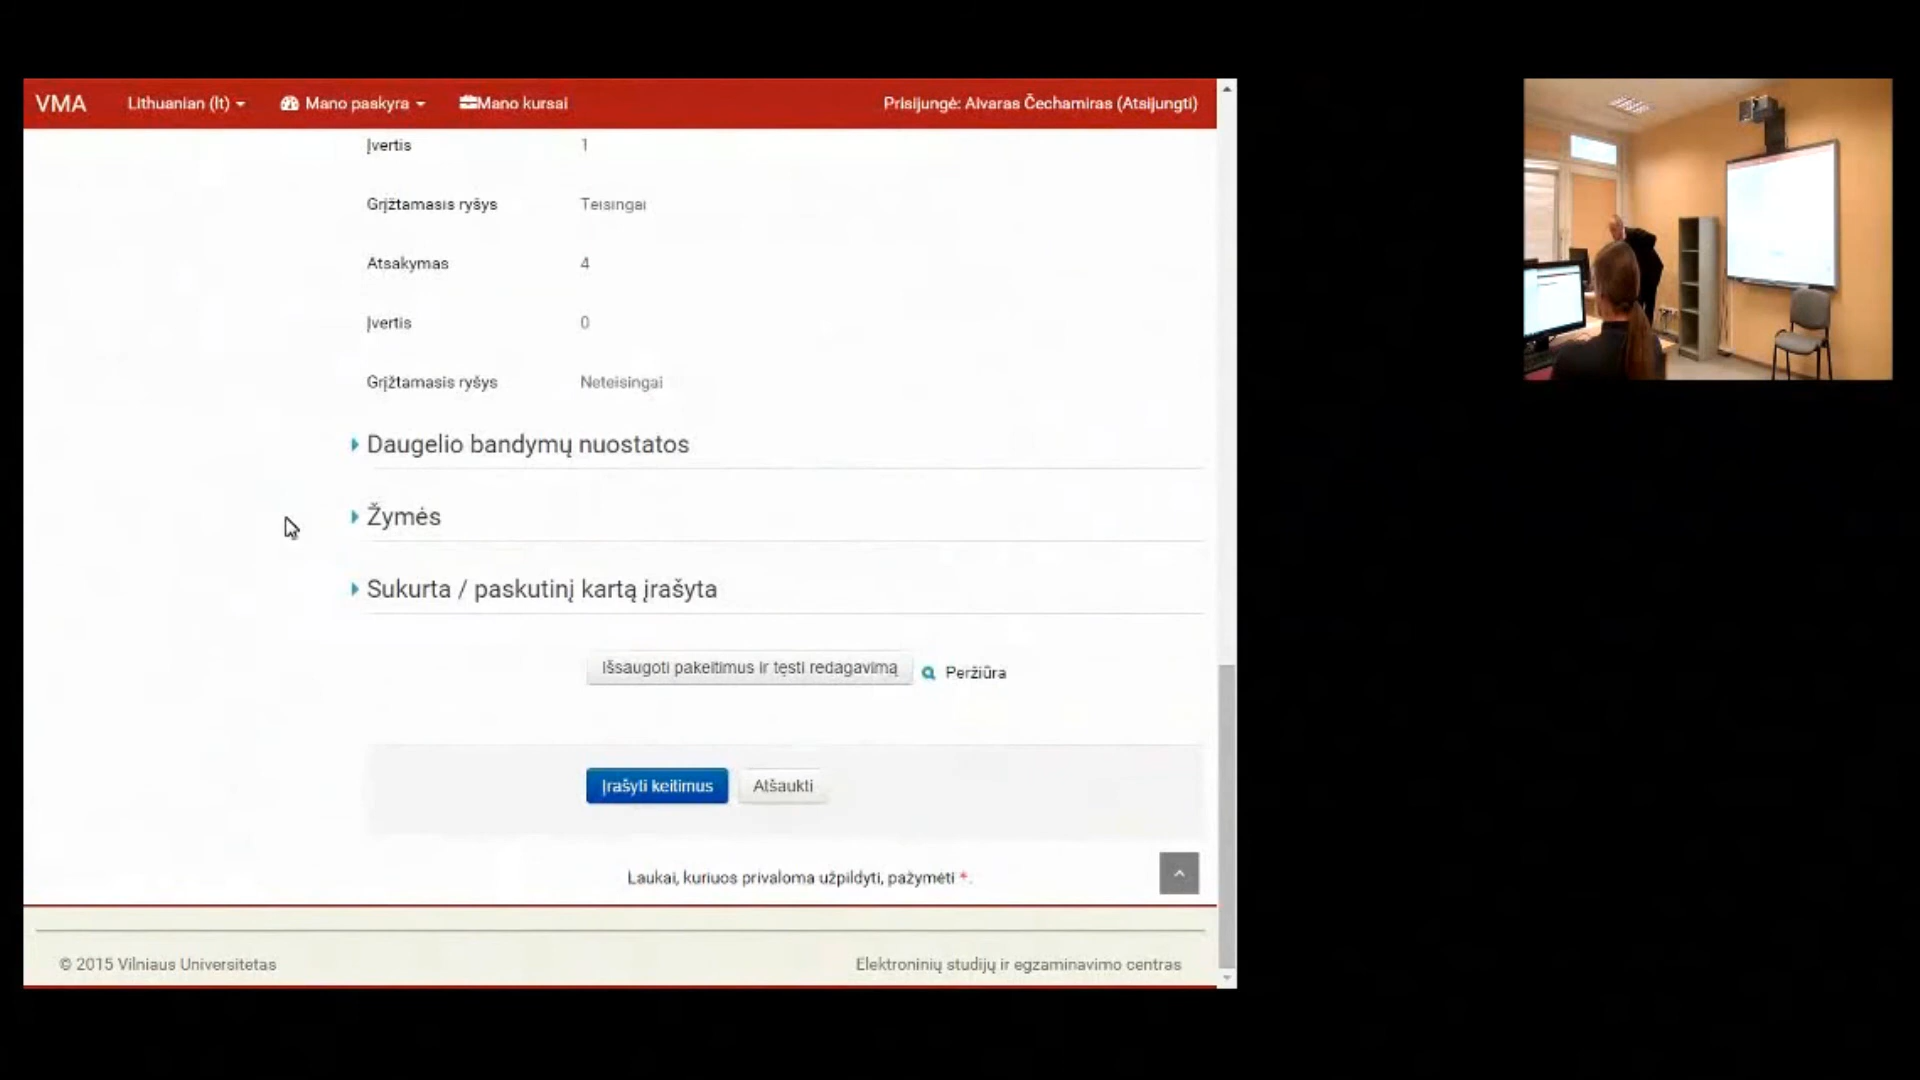 VMA Lithuanian (lt) Mano paskyra Mano kursai Prisijungė: Aivaras Čechamiras (Atsijungti)
Įvertis 1
Grįžtamasis ryšys Teisingai
Atsakymas 4
Įvertis 0
Grįžtamasis ryšys Neteisingai
Daugelio bandymų nuostatos
Žymės
Sukurta / paskutinį kartą įrašyta
Išsaugoti pakeitimus ir tęsti redagavimą Peržiūra
Įrašyti keitimus Atšaukti
Laukai, kuriuos privaloma užpildyti, pažymėti *.
© 2015 Vilniaus Universitetas Elektroninių studijų ir egzaminavimo centras